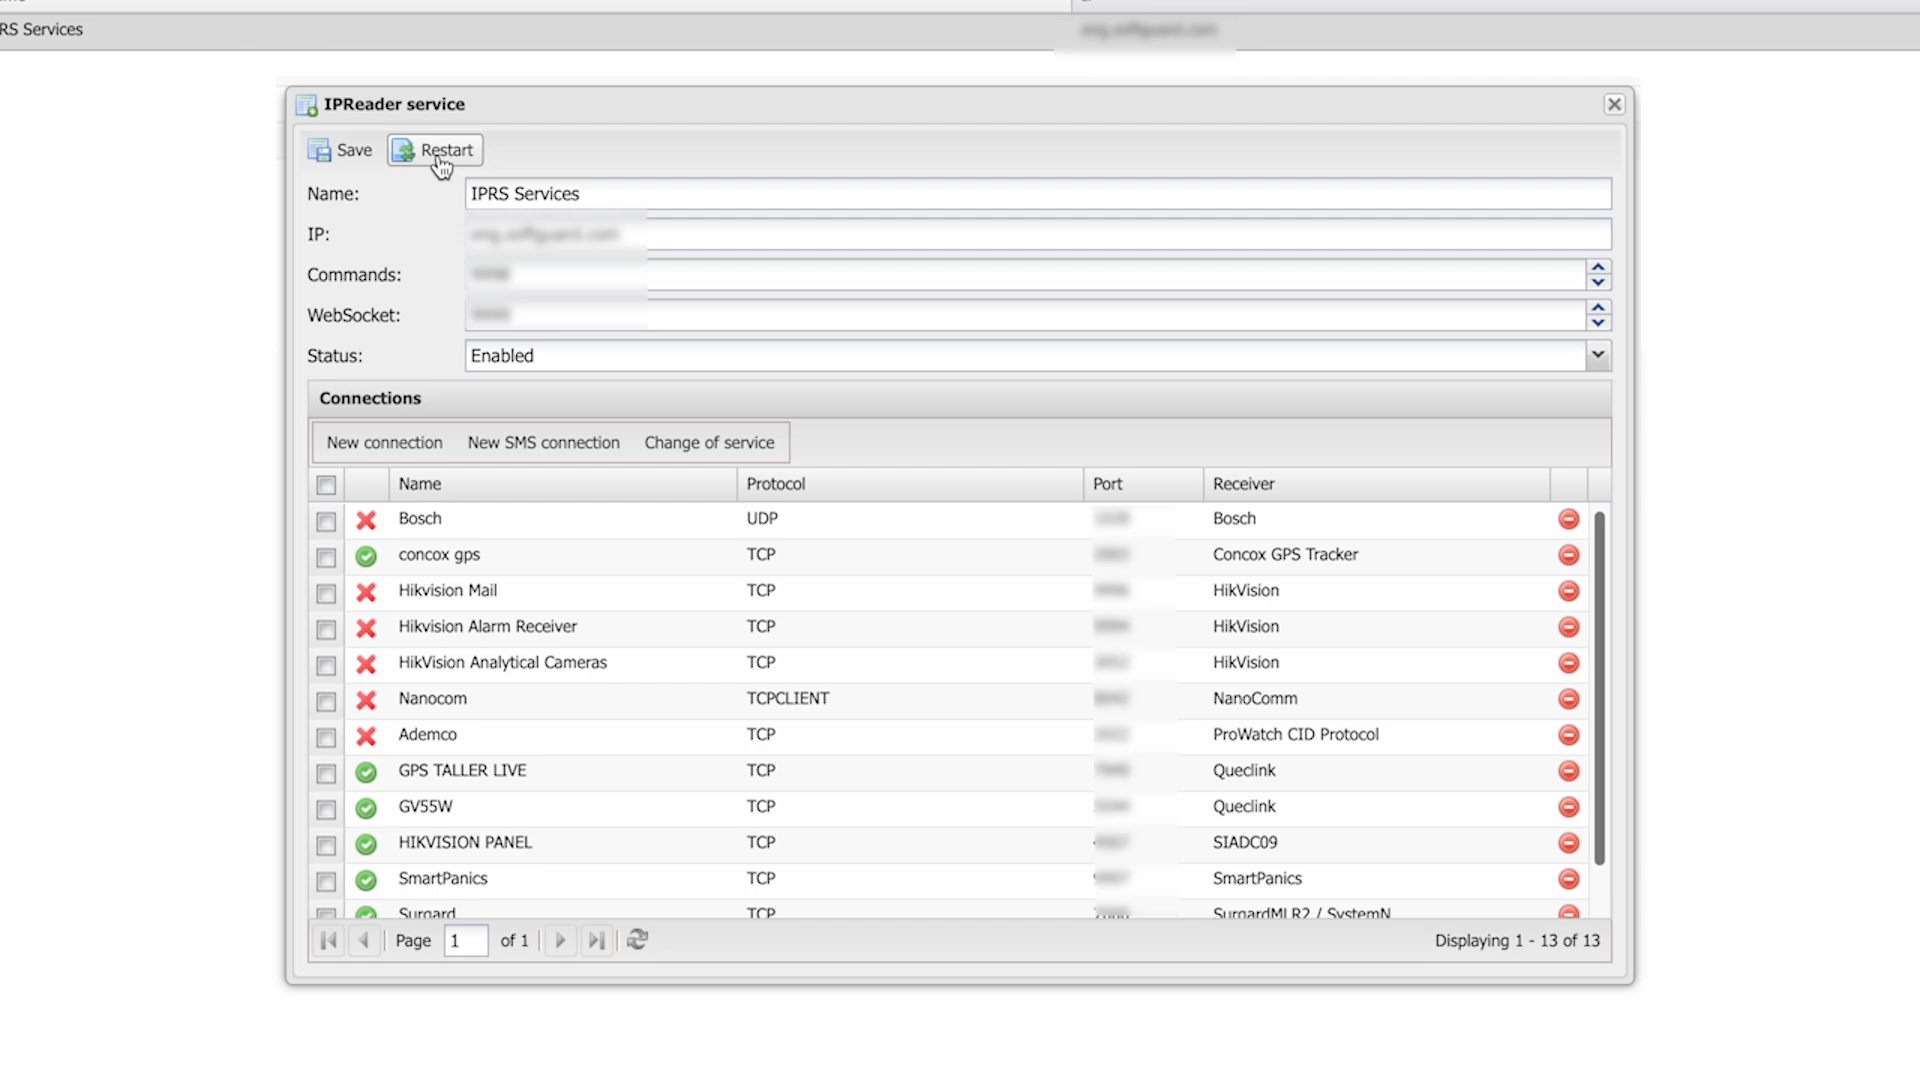 RS Services
IPReader service
Save Restart
Name: IPRS Services
IP:
Commands:
WebSocket:
Status: Enabled
Connections
New connection New SMS connection Change of service
Name Protocol Port Receiver
Bosch UDP Bosch
concox gps TCP Concox GPS Tracker
Hikvision Mail TCP HikVision
Hikvision Alarm Receiver TCP HikVision
HikVision Analytical Cameras TCP HikVision
Nanocom TCPCLIENT NanoComm
Ademco TCP ProWatch CID Protocol
GPS TALLER LIVE TCP Queclink
GV55W TCP Queclink
HIKVISION PANEL TCP SIADC09
SmartPanics TCP SmartPanics
Surgard TCP SurgardMLR2 / SystemN
Page 1 of 1 Displaying 1 - 13 of 13